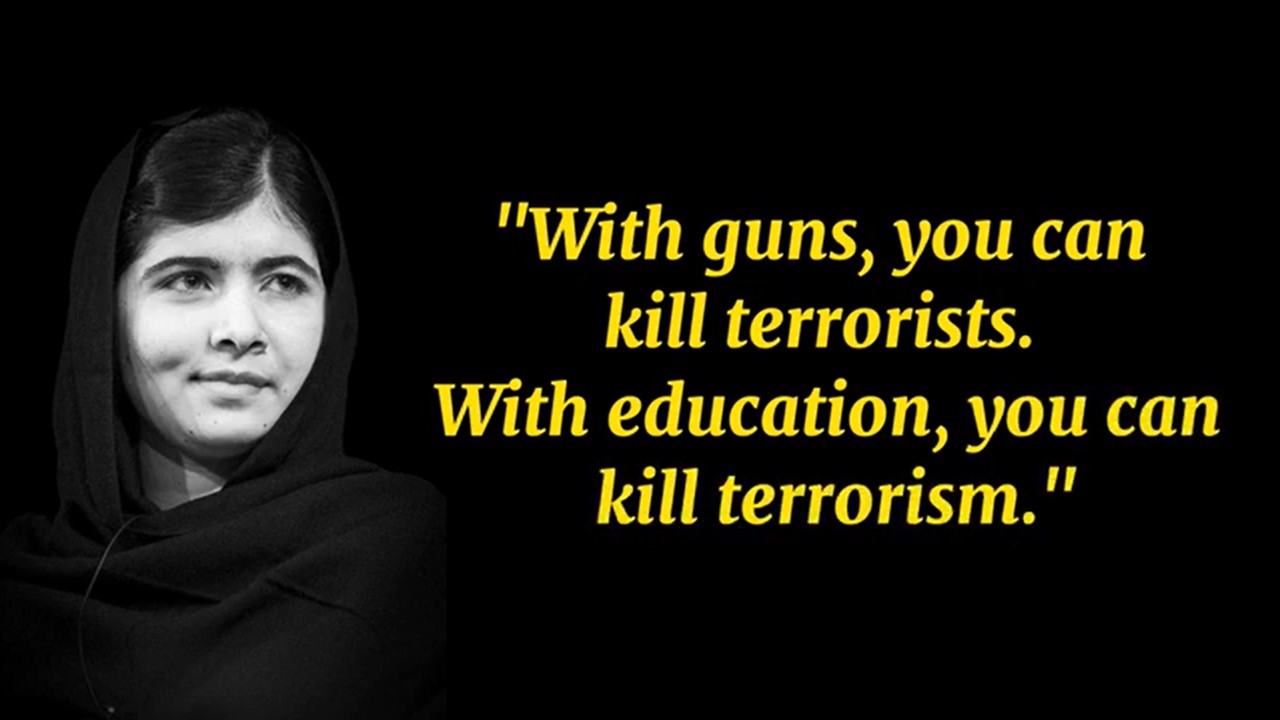 "With guns, you can
kill terrorists.
With education, you can
kill terrorism."